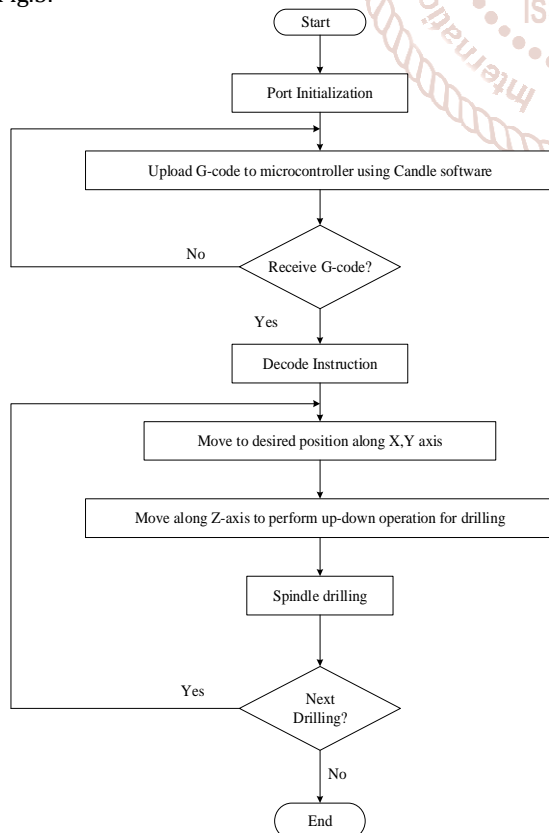 Fig.3.
Start
Port Initialization
Upload G-code to microcontroller using Candle software
Receive G-code?
No
Yes
Decode Instruction
Move to desired position along X,Y axis
Move along Z-axis to perform up-down operation for drilling
Spindle drilling
Next
Drilling?
Yes
No
End